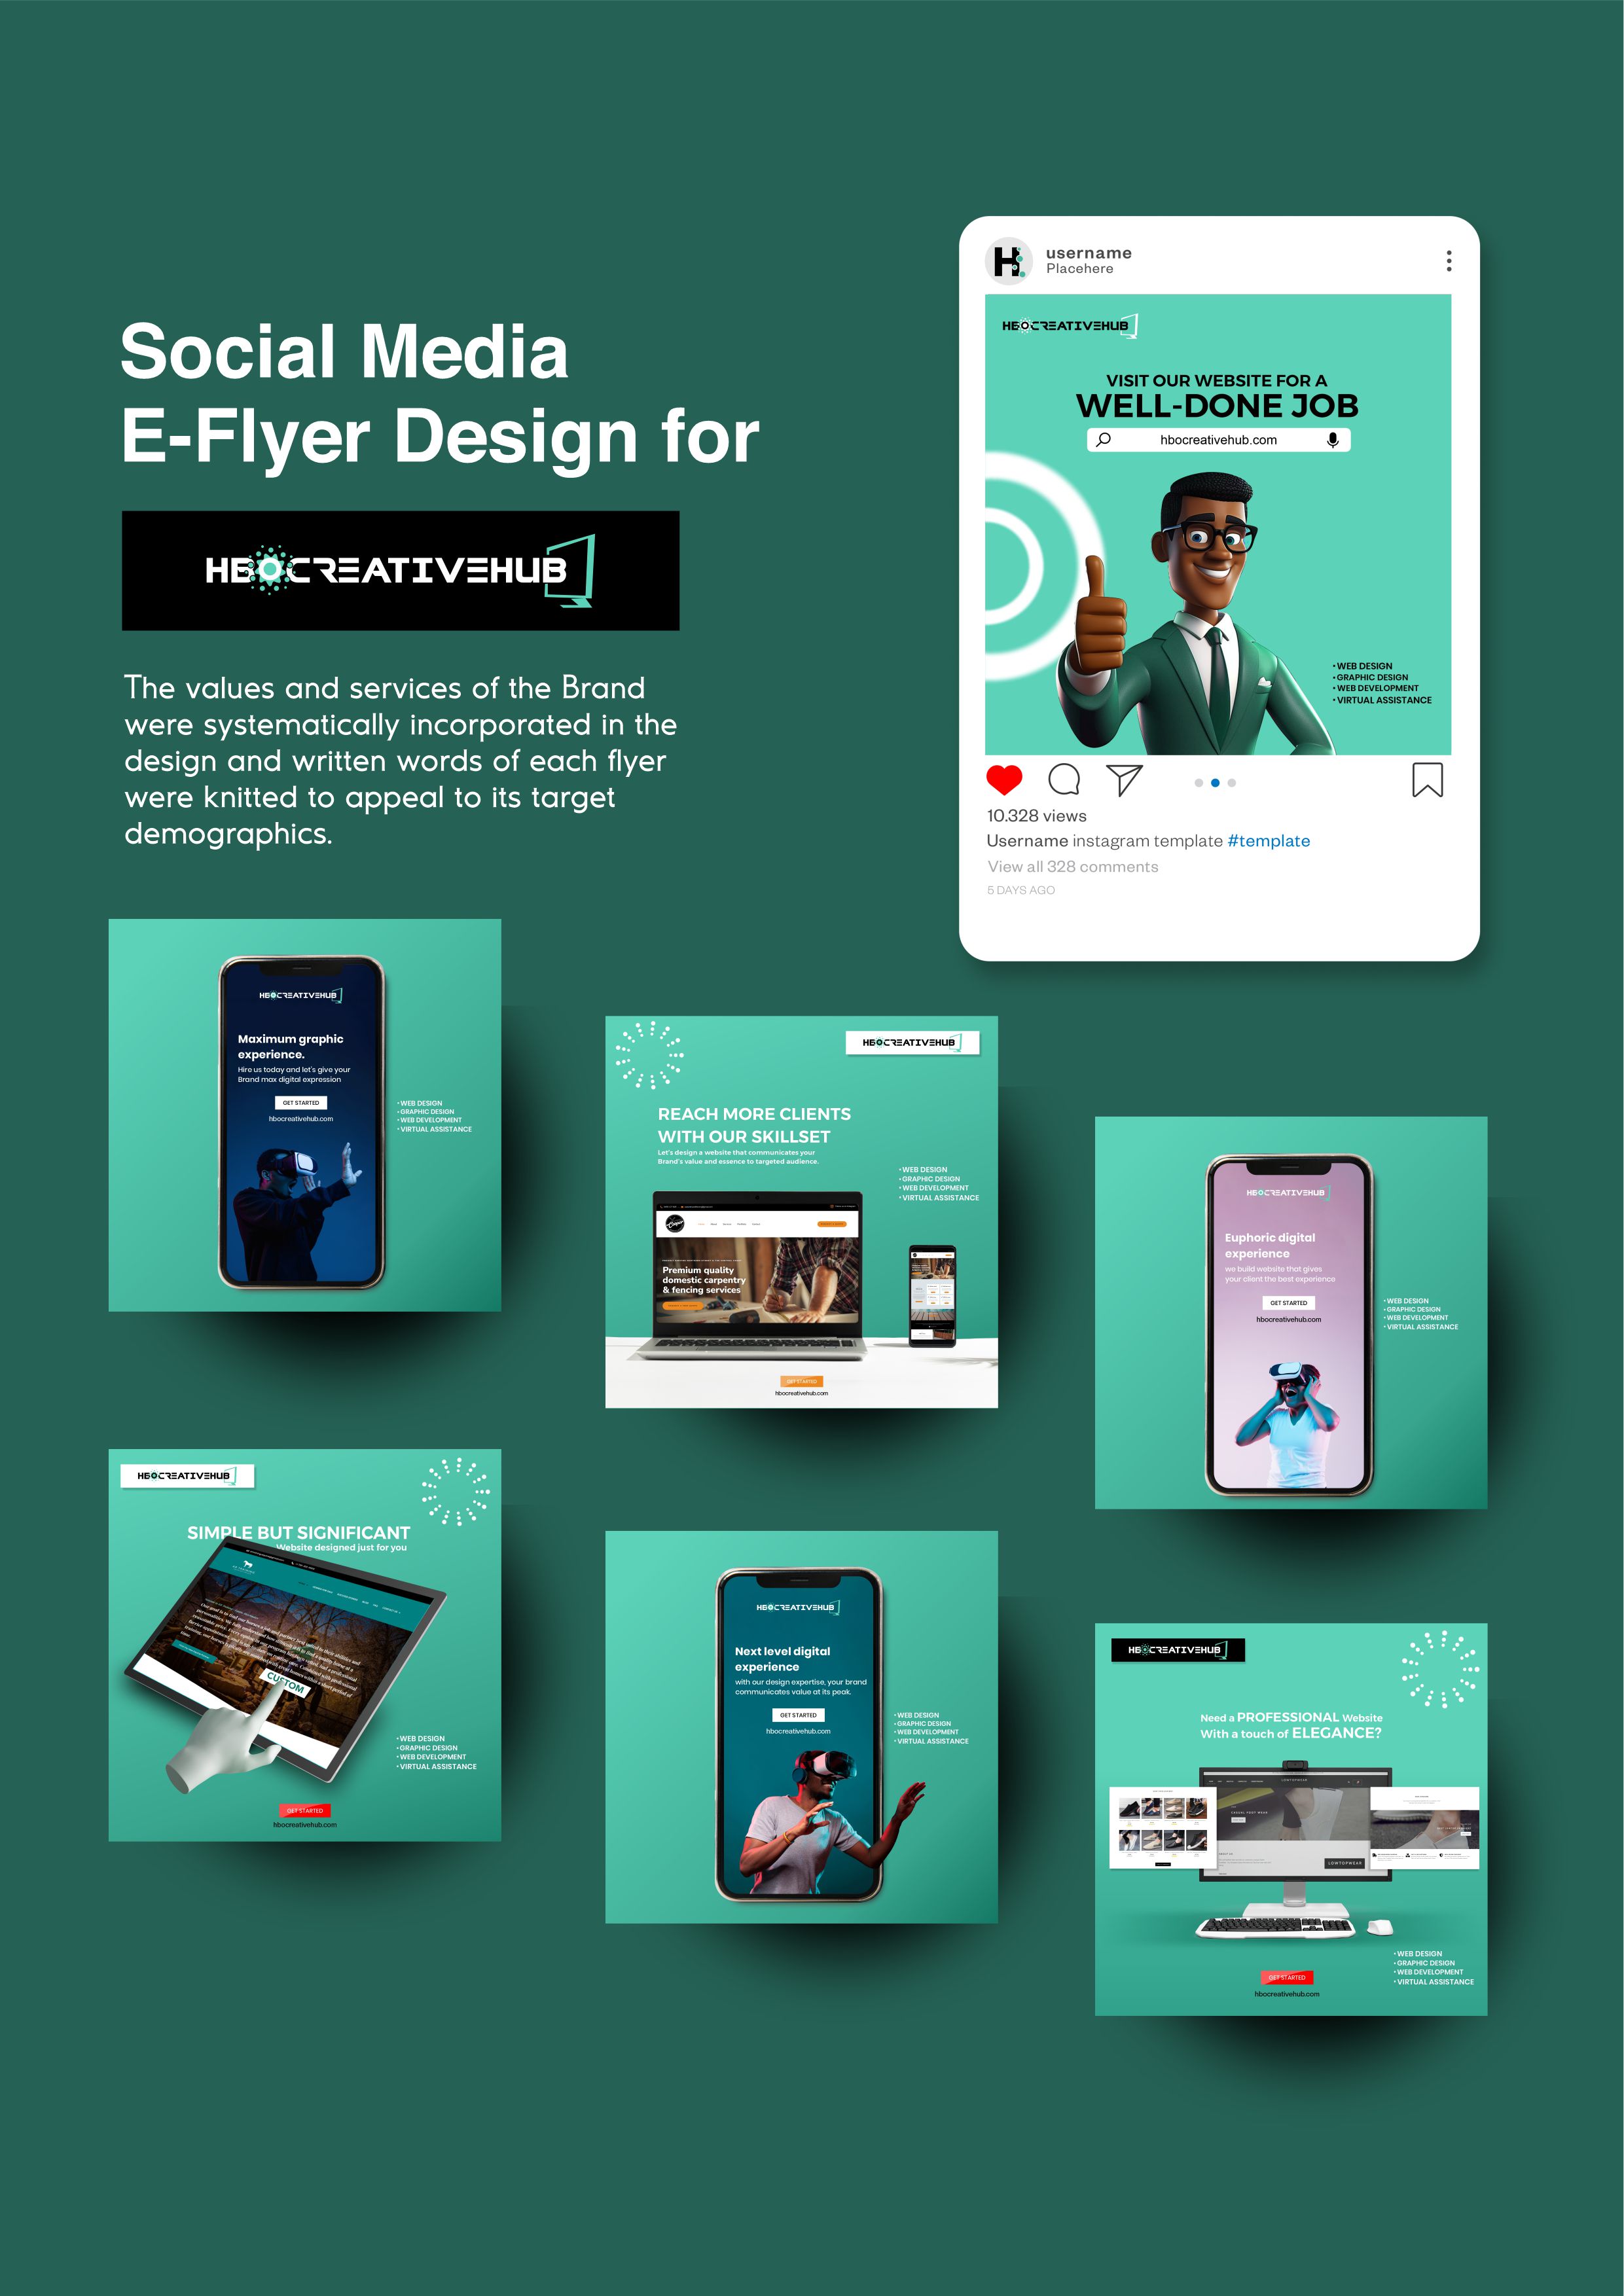 Social Media
E-Flyer Design for
HBOCREATIVEHUB
The values and services of the Brand
were systematically incorporated in the
design and written words of each flyer
were knitted to appeal to its target
demographics.
H
username
Placehere
HBOCREATIVEHUB
VISIT OUR WEBSITE FOR A
WELL-DONE JOB
hbocreativehub.com
• WEB DESIGN
• GRAPHIC DESIGN
• WEB DEVELOPMENT
• VIRTUAL ASSISTANCE
10.328 views
Username instagram template #template
View all 328 comments
5 DAYS AGO
HBOCREATIVEHUB
Maximum graphic
experience.
Hire us today and let's give your
Brand max digital expression
GET STARTED
hbocreativehub.com
• WEB DESIGN
• GRAPHIC DESIGN
• WEB DEVELOPMENT
• VIRTUAL ASSISTANCE
HBOCREATIVEHUB
REACH MORE CLIENTS
WITH OUR SKILLSET
Let's design a website that communicates your
Brand's value and essence to targeted audience.
• WEB DESIGN
• GRAPHIC DESIGN
• WEB DEVELOPMENT
• VIRTUAL ASSISTANCE
Premium quality
domestic carpentry
& fencing services
GET STARTED
hbocreativehub.com
HBOCREATIVEHUB
Euphoric digital
experience
we build website that gives
your client the best experience
GET STARTED
hbocreativehub.com
• WEB DESIGN
• GRAPHIC DESIGN
• WEB DEVELOPMENT
• VIRTUAL ASSISTANCE
HBOCREATIVEHUB
SIMPLE BUT SIGNIFICANT
Website designed just for you
CUSTOM
• WEB DESIGN
• GRAPHIC DESIGN
• WEB DEVELOPMENT
• VIRTUAL ASSISTANCE
GET STARTED
hbocreativehub.com
HBOCREATIVEHUB
Next level digital
experience
with our design expertise, your brand
communicates value at its peak.
GET STARTED
hbocreativehub.com
• WEB DESIGN
• GRAPHIC DESIGN
• WEB DEVELOPMENT
• VIRTUAL ASSISTANCE
HBOCREATIVEHUB
Need a PROFESSIONAL Website
With a touch of ELEGANCE?
LOWTOPWEAR
CASUAL FOOT WEAR
LOWTOPWEAR
• WEB DESIGN
• GRAPHIC DESIGN
• WEB DEVELOPMENT
• VIRTUAL ASSISTANCE
GET STARTED
hbocreativehub.com